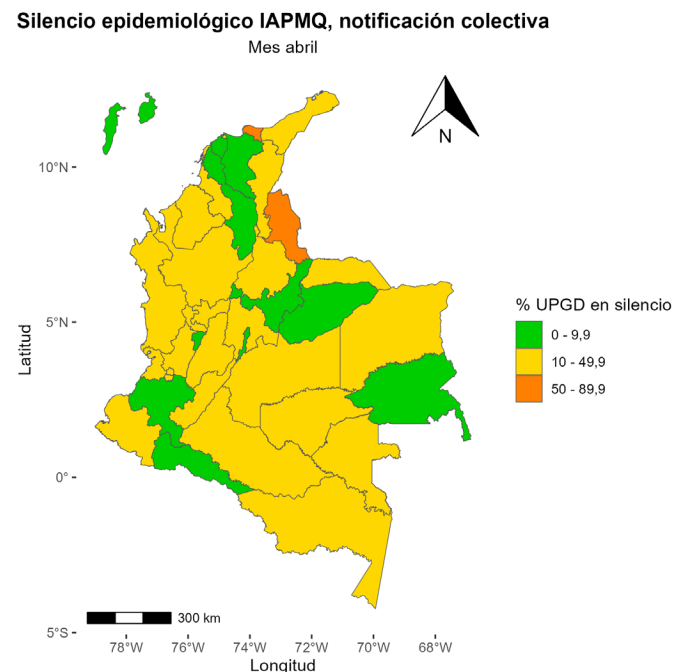 Silencio epidemiológico IAPMQ, notificación colectiva
Mes abril
N
10°N
5°N
0°
5°S
Latitud
% UPGD en silencio
0 - 9,9
10 - 49,9
50 - 89,9
300 km
78°W 76°W 74°W 72°W 70°W 68°W
Longitud